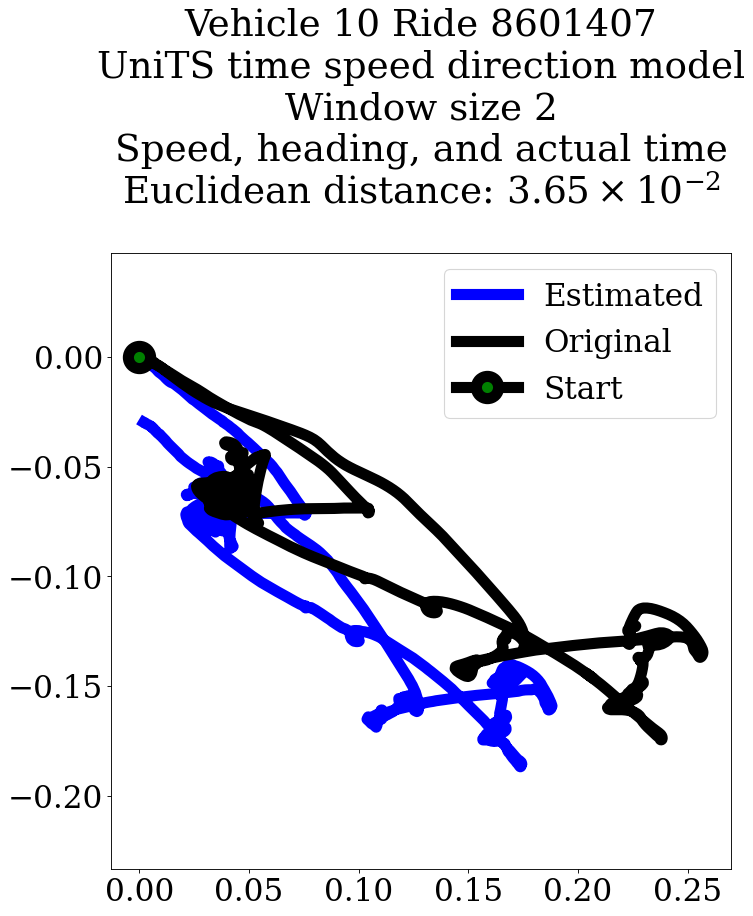 Vehicle 10 Ride 8601407
UniTS time speed direction model
Window size 2
Speed, heading, and actual time
Euclidean distance: 3.65 × 10⁻²
Estimated
Original
Start
0.00
−0.05
−0.10
−0.15
−0.20
0.00 0.05 0.10 0.15 0.20 0.25